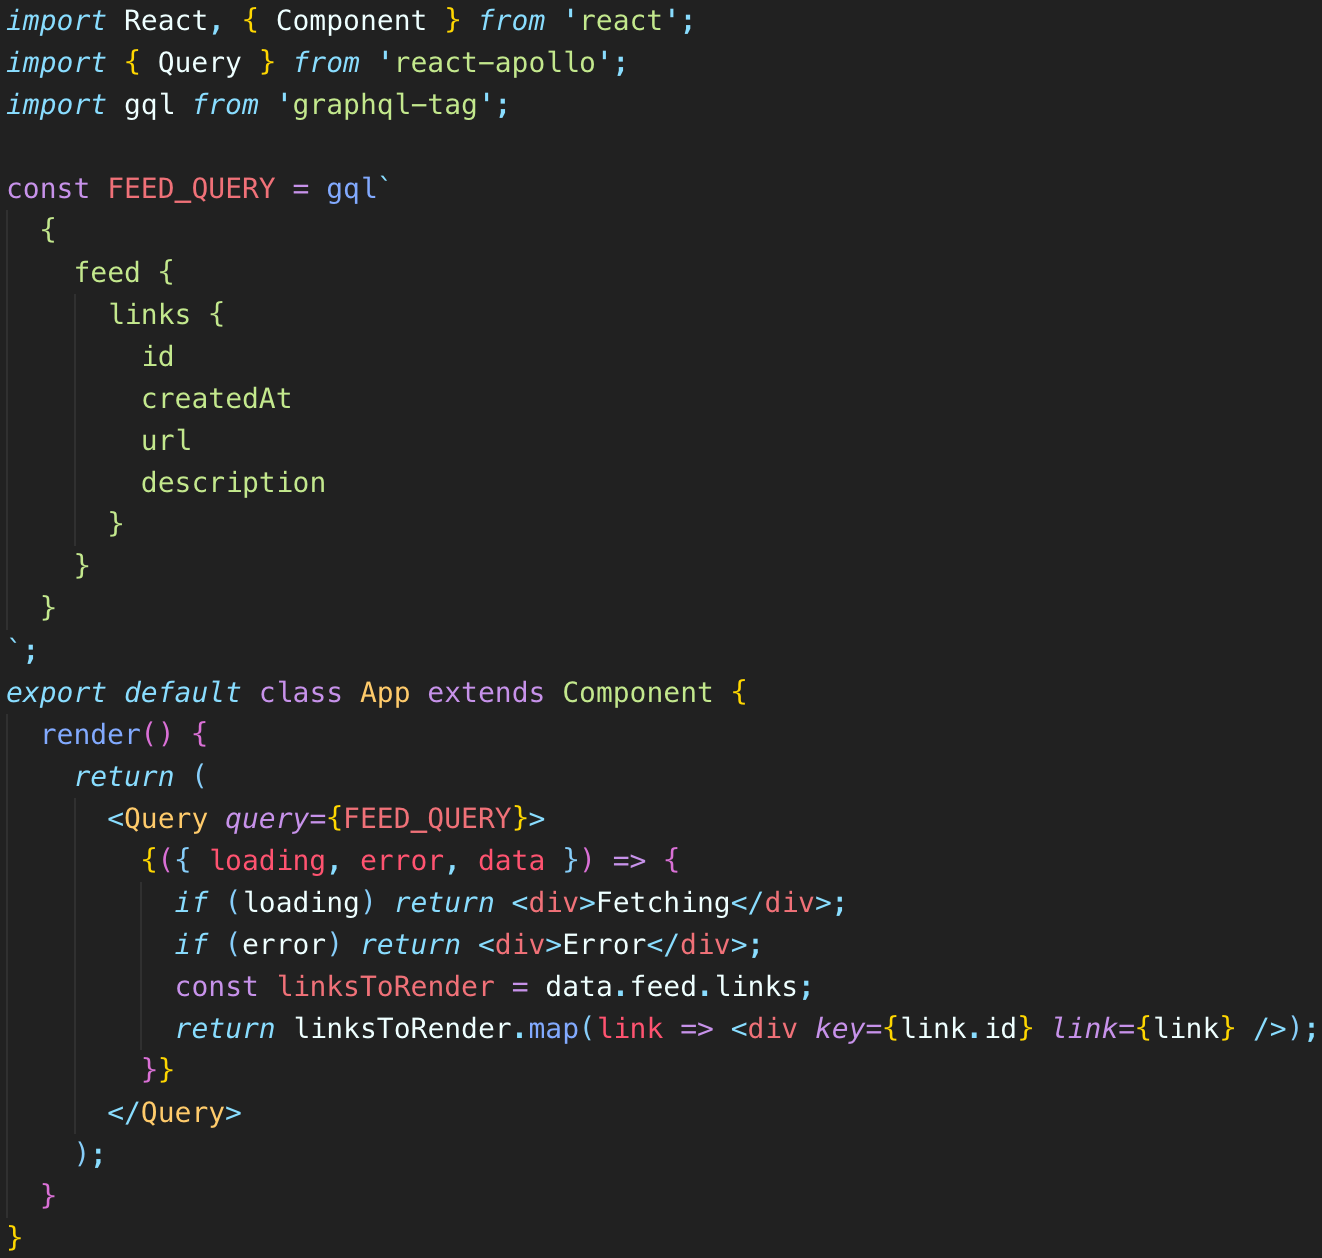 import React, { Component } from 'react';
import { Query } from 'react-apollo';
import gql from 'graphql-tag';

const FEED_QUERY = gql`
  {
    feed {
      links {
        id
        createdAt
        url
        description
      }
    }
  }
`;
export default class App extends Component {
  render() {
    return (
      <Query query={FEED_QUERY}>
        {({ loading, error, data }) => {
          if (loading) return <div>Fetching</div>;
          if (error) return <div>Error</div>;
          const linksToRender = data.feed.links;
          return linksToRender.map(link => <div key={link.id} link={link} />);
        }}
      </Query>
    );
  }
}